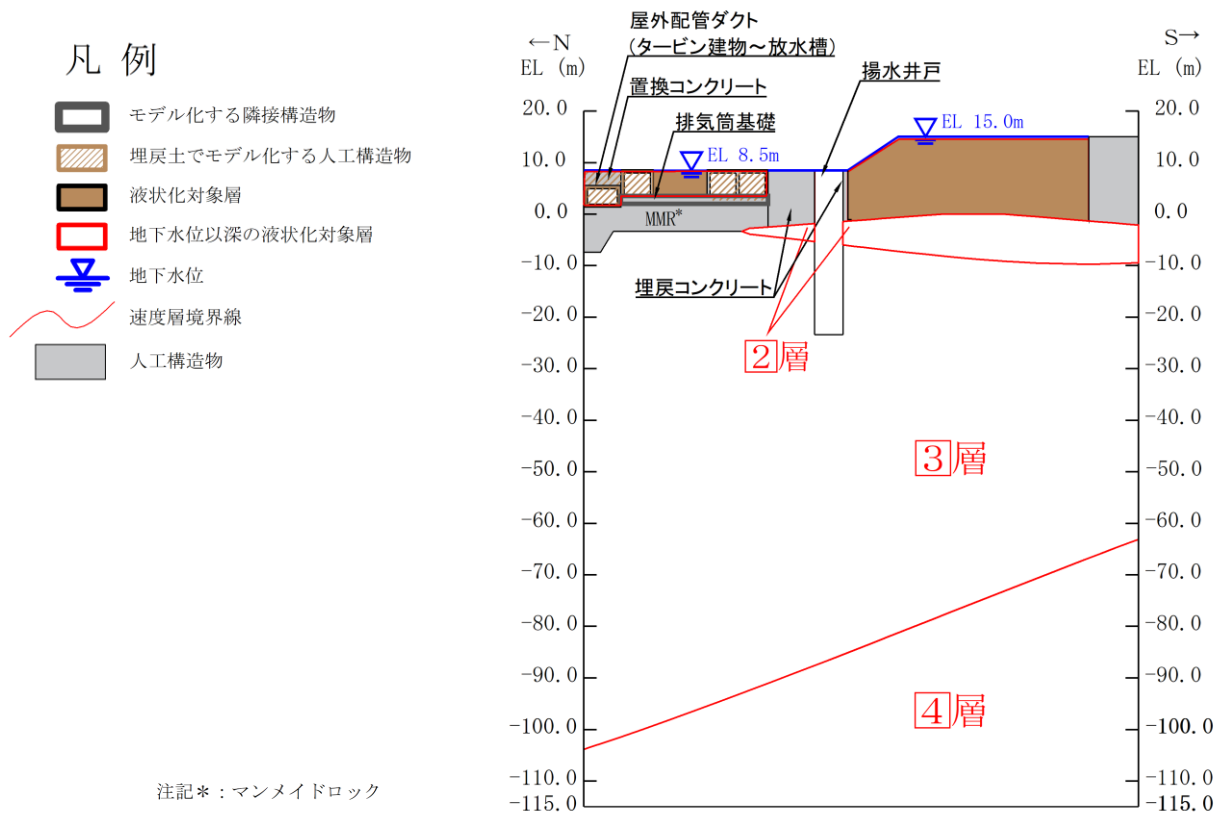 凡 例
モデル化する隣接構造物
埋戻土でモデル化する人工構造物
液状化対象層
地下水位以深の液状化対象層
地下水位
速度層境界線
人工構造物
注記＊：マンメイドロック
←N
EL (m)
20.0
10.0
0.0
-10.0
-20.0
-30.0
-40.0
-50.0
-60.0
-70.0
-80.0
-90.0
-100.0
-110.0
-115.0
屋外配管ダクト
(タービン建物～放水槽)
置換コンクリート
排気筒基礎
揚水井戸
EL 8.5m
EL 15.0m
MMR*
埋戻コンクリート
2層
3層
4層
S→
EL (m)
20.0
10.0
0.0
-10.0
-20.0
-30.0
-40.0
-50.0
-60.0
-70.0
-80.0
-90.0
-100.0
-110.0
-115.0